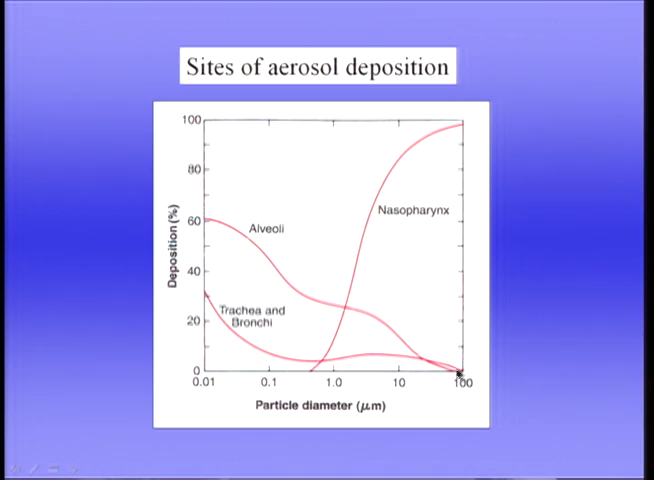 Sites of aerosol deposition
100
80
60
40
20
0
Deposition (%)
Alveoli
Nasopharynx
Trachea and
Bronchi
0.01 0.1 1.0 10 100
Particle diameter (μm)